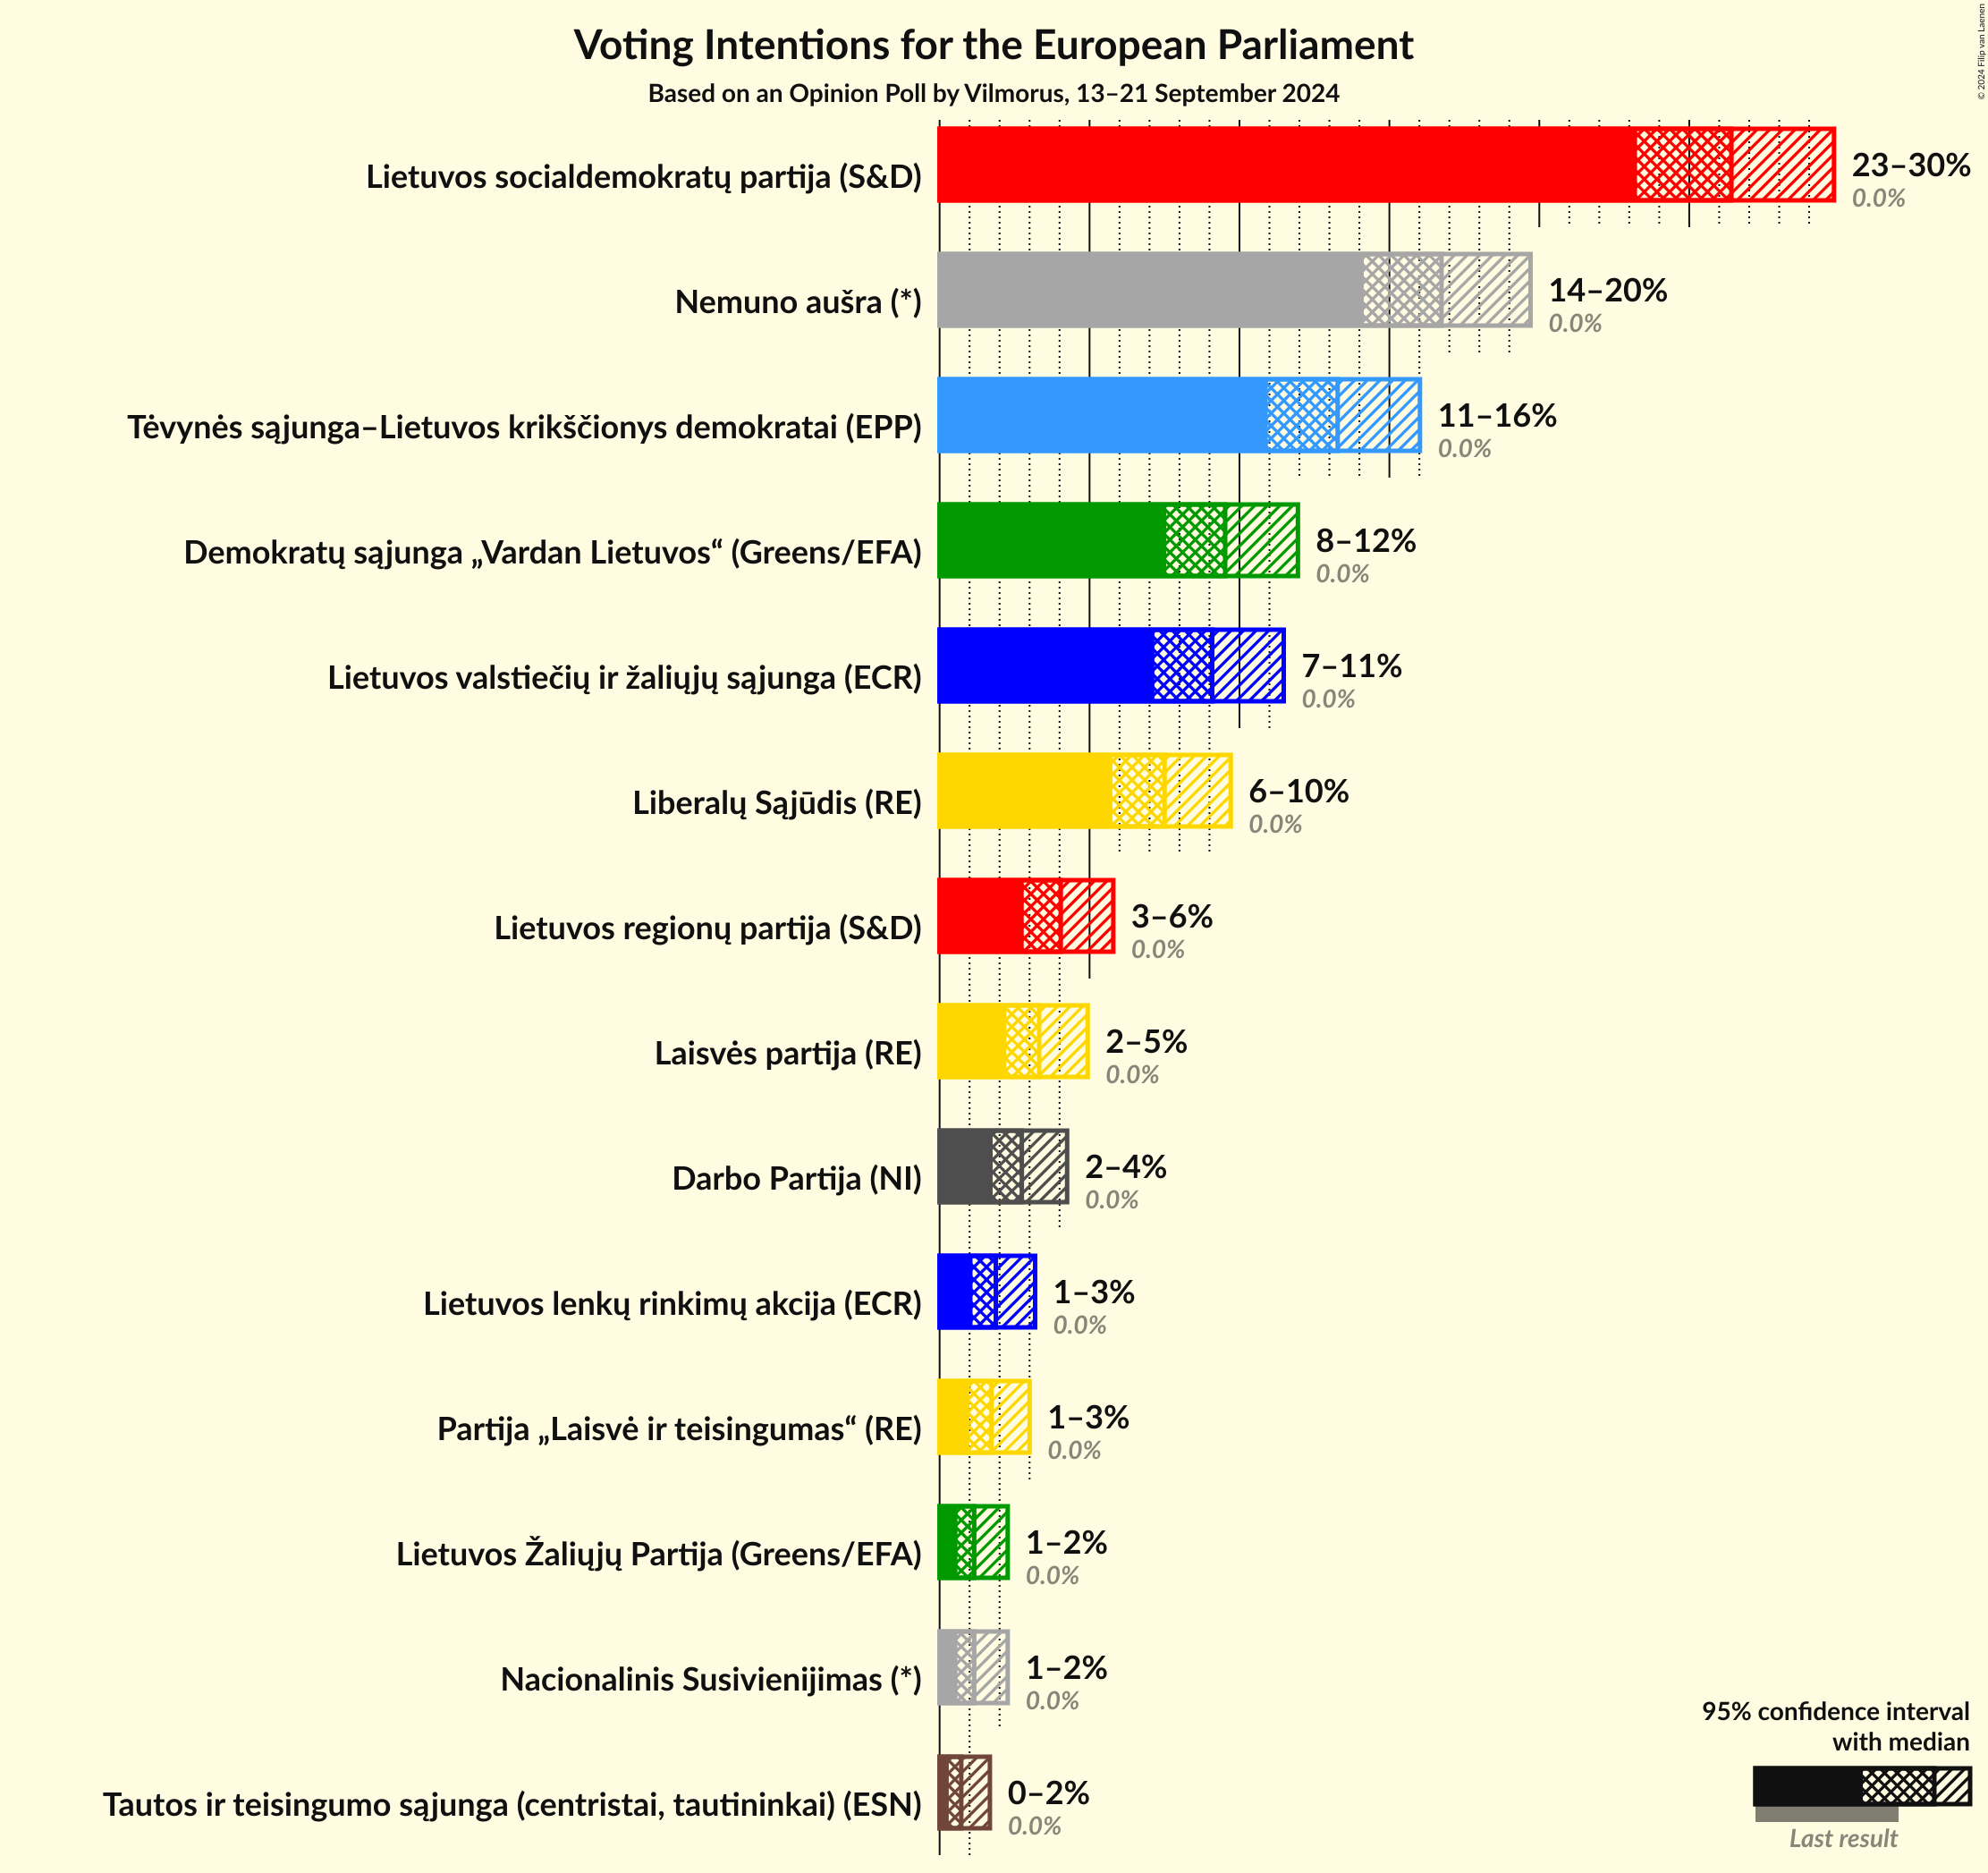 Voting Intentions for the European Parliament
Based on an Opinion Poll by Vilmorus, 13–21 September 2024
© 2024 Filip van Laenen
Lietuvos socialdemokratų partija (S&D)
23–30%
0.0%
Nemuno aušra (*)
14–20%
0.0%
Tėvynės sąjunga–Lietuvos krikščionys demokratai (EPP)
11–16%
0.0%
Demokratų sąjunga „Vardan Lietuvos“ (Greens/EFA)
8–12%
0.0%
Lietuvos valstiečių ir žaliųjų sąjunga (ECR)
7–11%
0.0%
Liberalų Sąjūdis (RE)
6–10%
0.0%
Lietuvos regionų partija (S&D)
3–6%
0.0%
Laisvės partija (RE)
2–5%
0.0%
Darbo Partija (NI)
2–4%
0.0%
Lietuvos lenkų rinkimų akcija (ECR)
1–3%
0.0%
Partija „Laisvė ir teisingumas“ (RE)
1–3%
0.0%
Lietuvos Žaliųjų Partija (Greens/EFA)
1–2%
0.0%
Nacionalinis Susivienijimas (*)
1–2%
0.0%
Tautos ir teisingumo sąjunga (centristai, tautininkai) (ESN)
0–2%
0.0%
95% confidence interval
with median
Last result